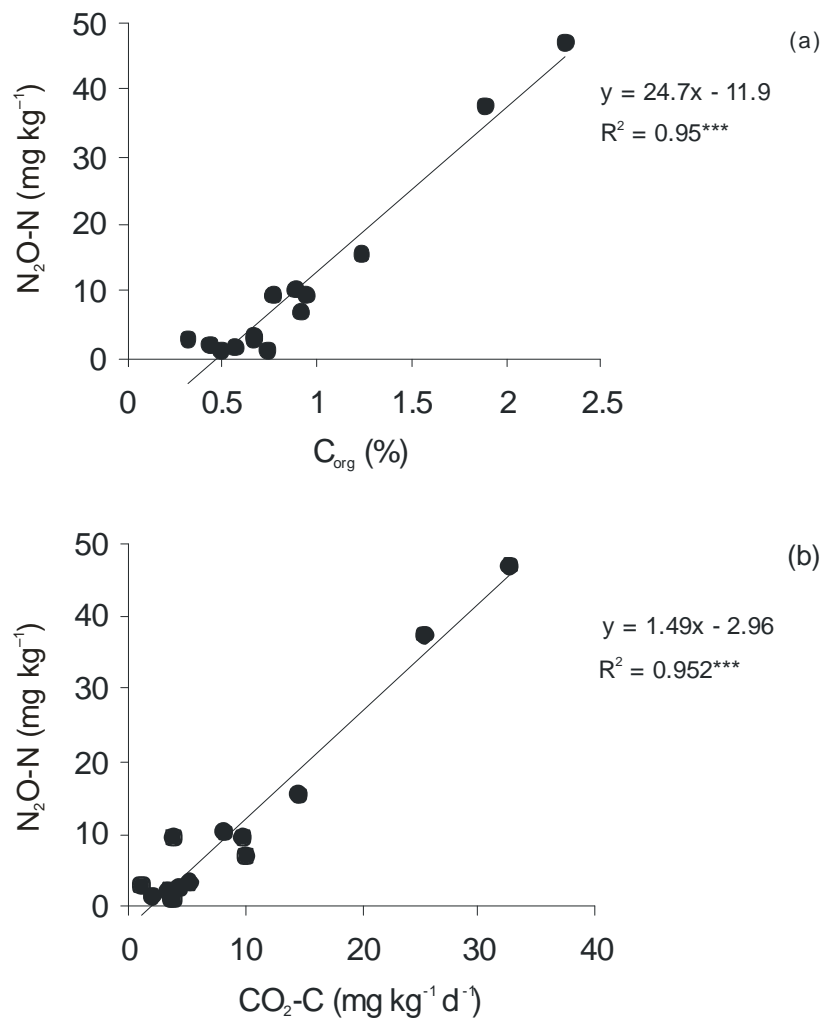 (a)
50
40
30
20
10
0
N₂O-N (mg kg⁻¹)
y = 24.7x - 11.9
R² = 0.95***
0 0.5 1 1.5 2 2.5
C_org (%)
(b)
50
40
30
20
10
0
N₂O-N (mg kg⁻¹)
y = 1.49x - 2.96
R² = 0.952***
0 10 20 30 40
CO₂-C (mg kg⁻¹ d⁻¹)